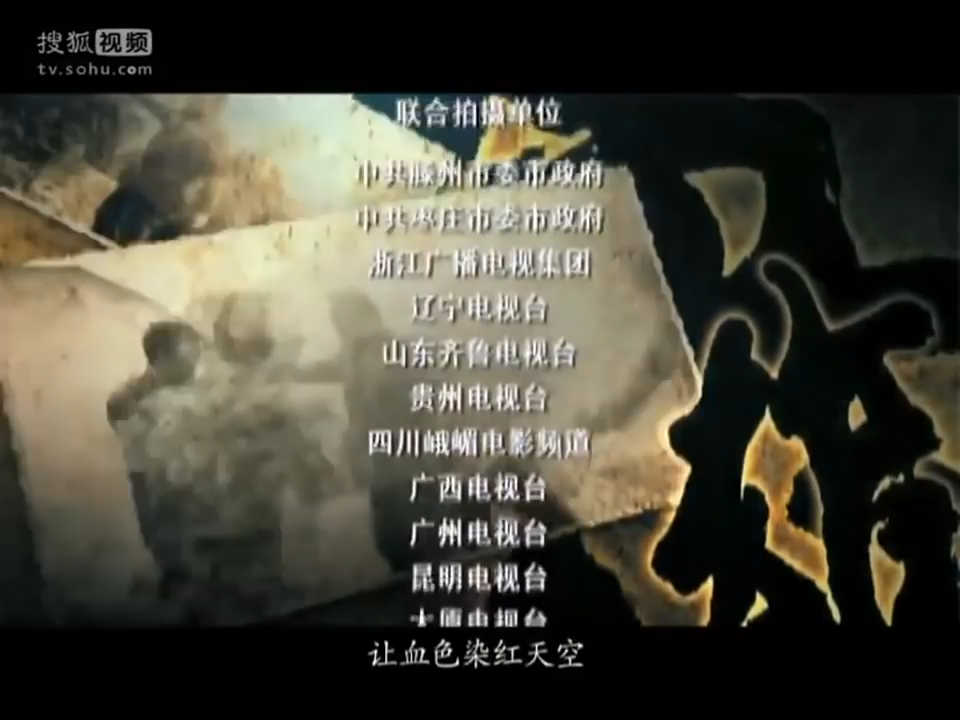 搜狐视频
tv.sohu.com
联合拍摄单位
中共滕州市委市政府
中共枣庄市委市政府
浙江广播电视集团
辽宁电视台
山东齐鲁电视台
贵州电视台
四川峨嵋电影频道
广西电视台
广州电视台
昆明电视台
让血色染红天空